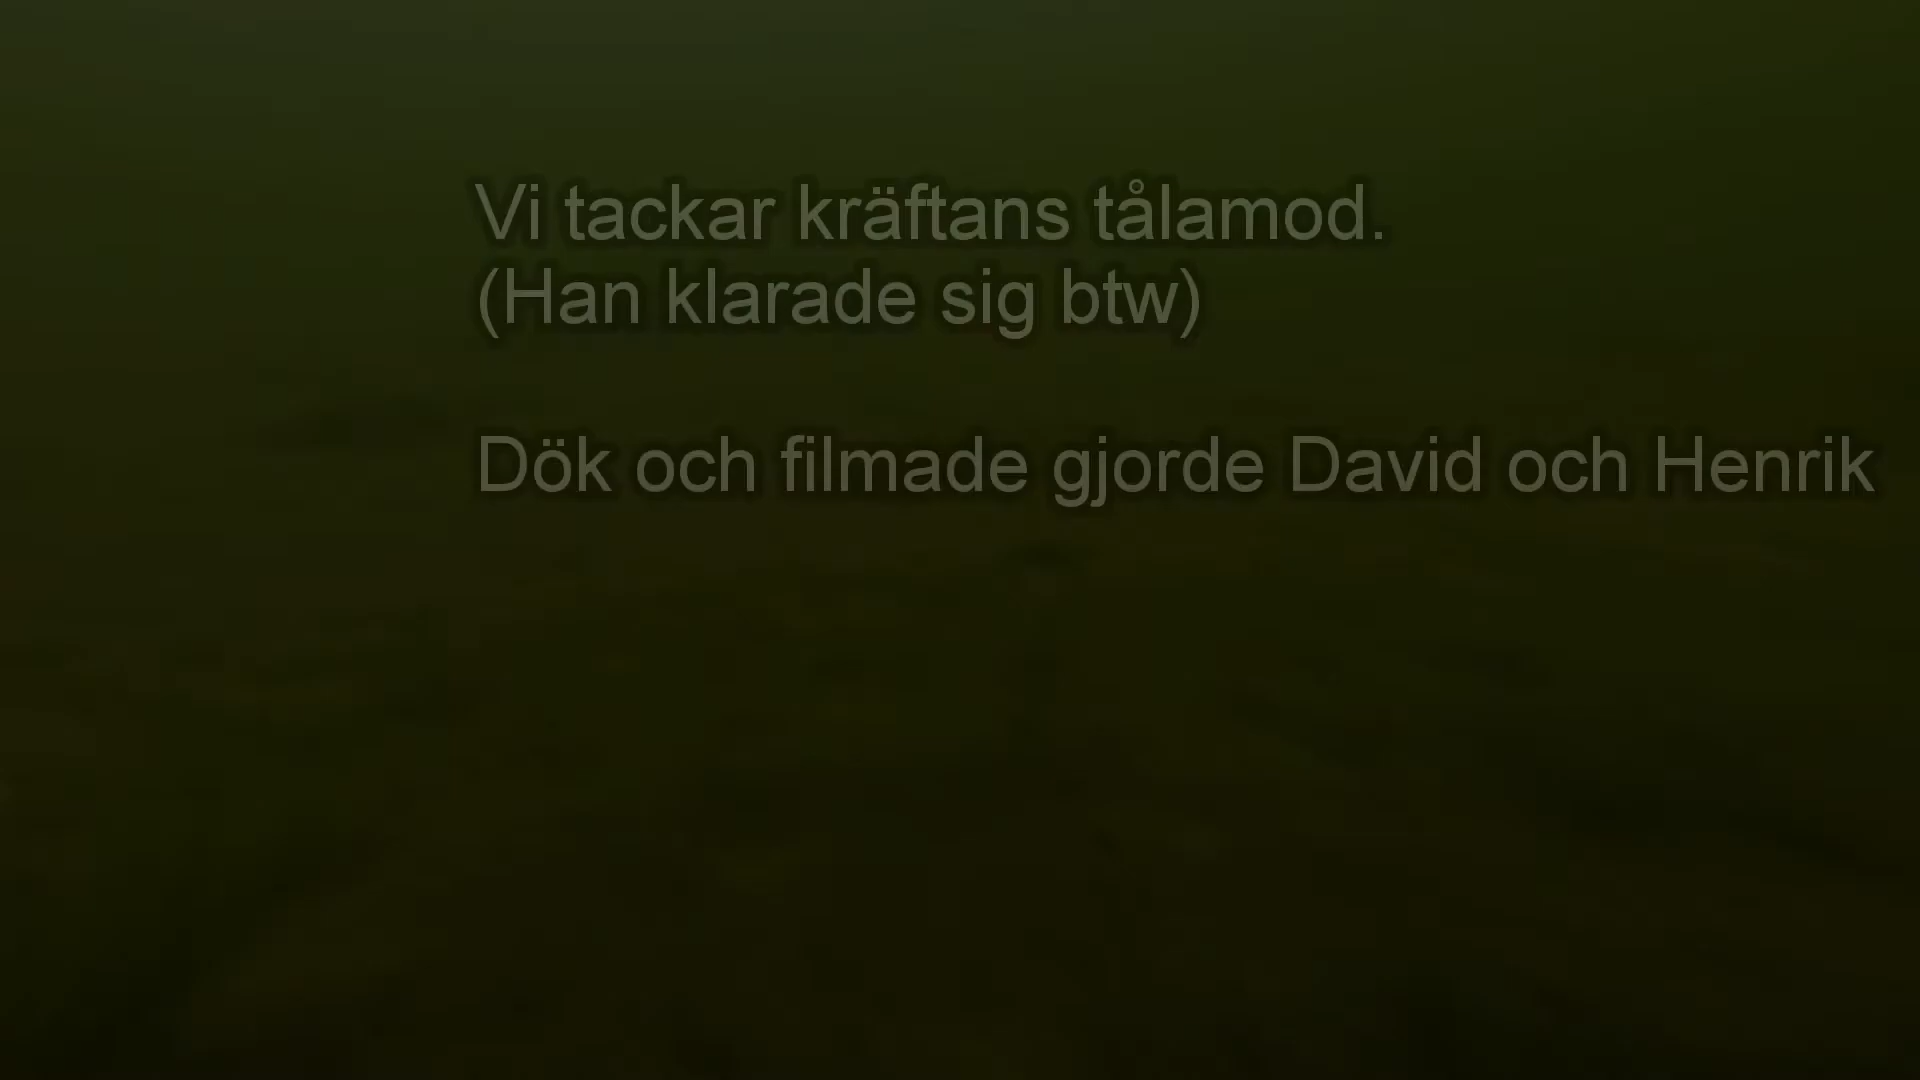 Vi tackar kräftans tålamod.
(Han klarade sig btw)
Dök och filmade gjorde David och Henrik